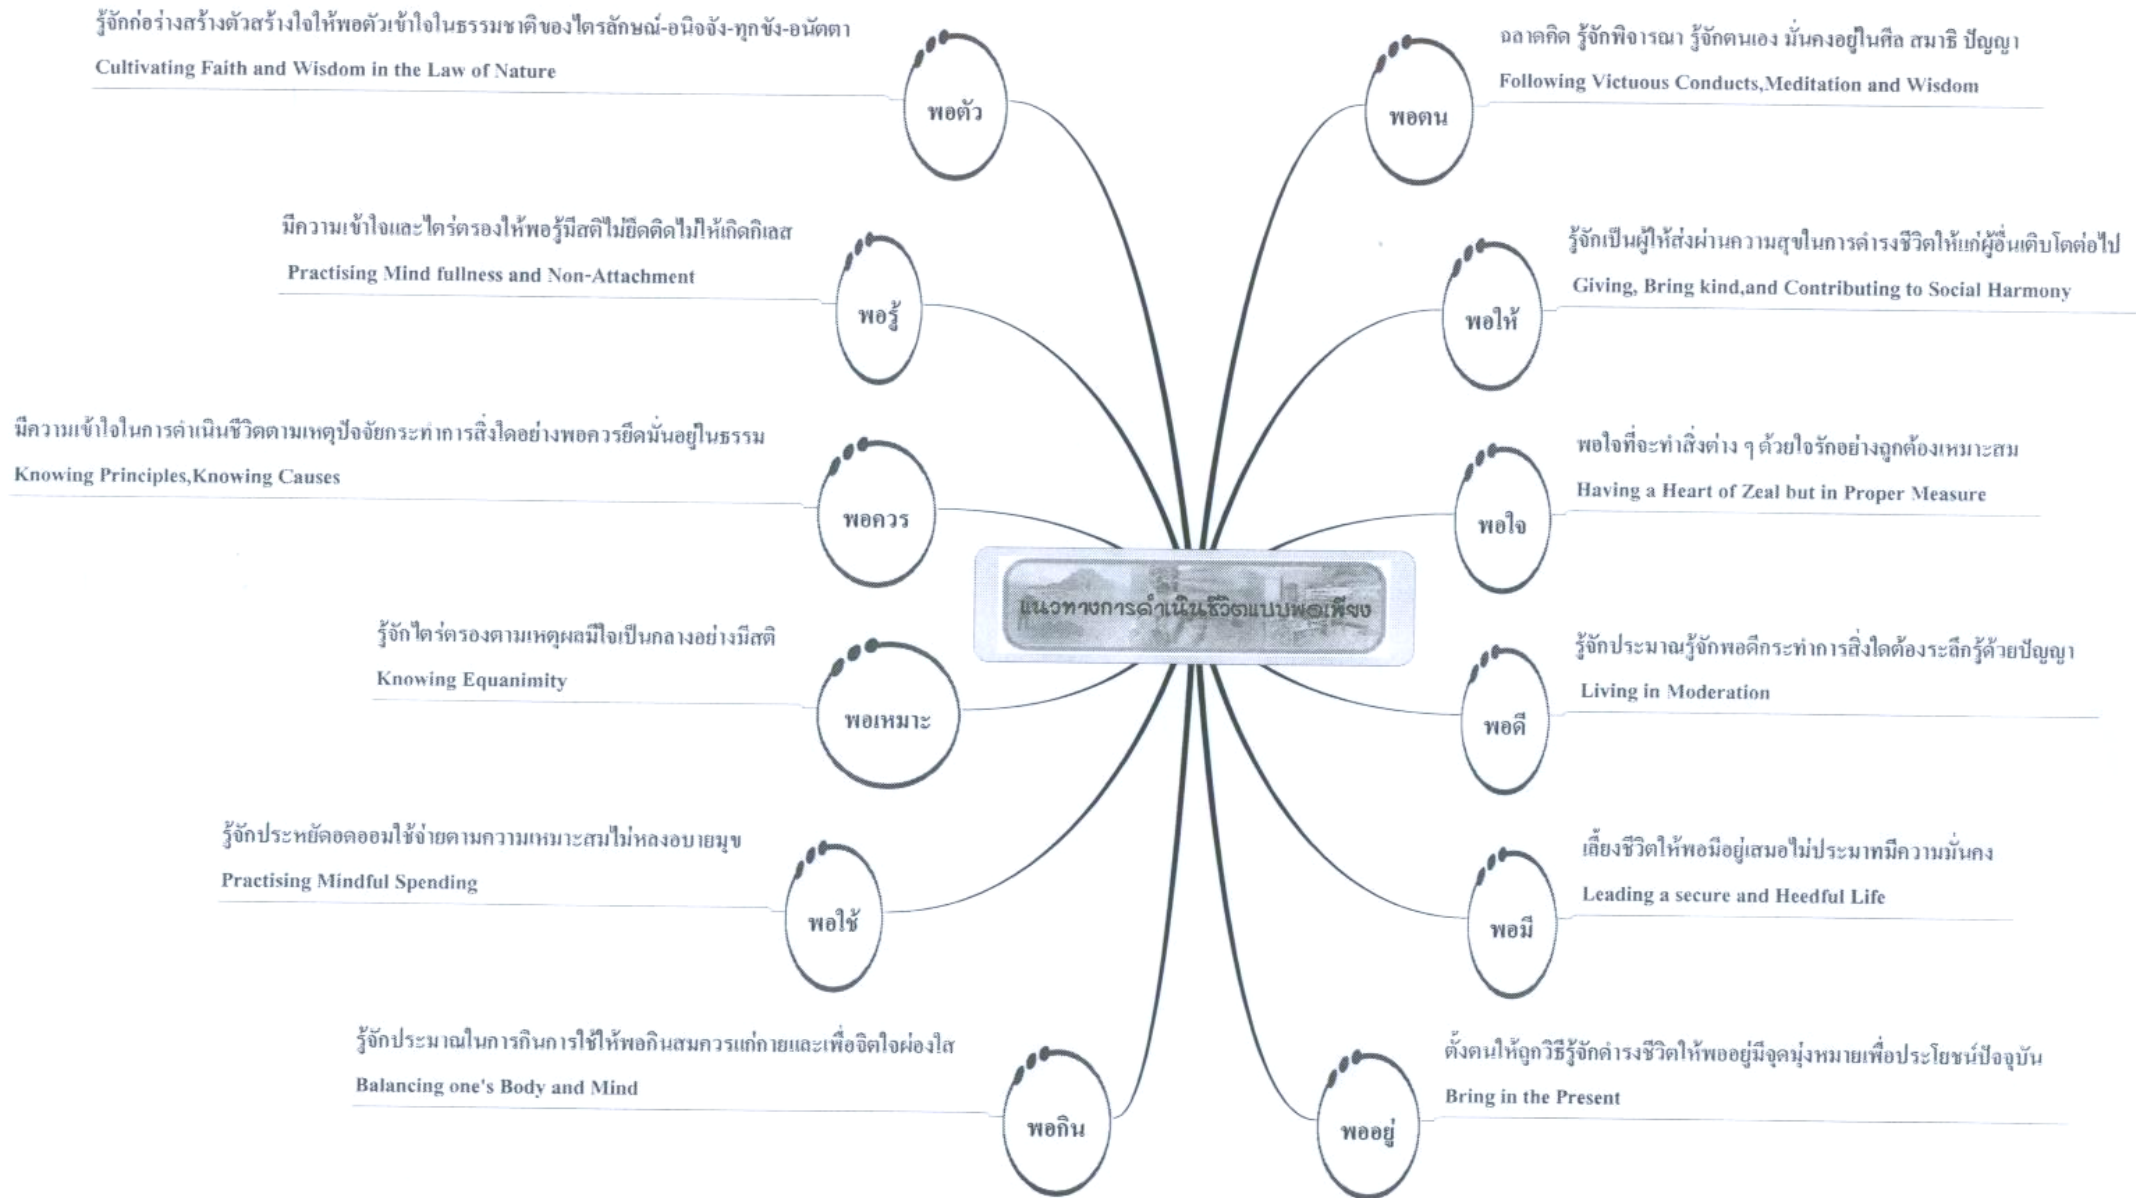 รู้จักก่อร่างสร้างตัวสร้างใจให้พอตัวเข้าใจในธรรมชาติของไตรลักษณ์-อนิจจัง-ทุกขัง-อนัตตา
Cultivating Faith and Wisdom in the Law of Nature
พอตัว
มีความเข้าใจและไตร่ตรองให้พอรู้มีสติไม่ยึดติดไม่ให้เกิดกิเลส
Practising Mind fullness and Non-Attachment
พอรู้
มีความเข้าใจในการดำเนินชีวิตตามเหตุปัจจัยกระทำการสิ่งใดอย่างพอควรยึดมั่นอยู่ในธรรม
Knowing Principles,Knowing Causes
พอควร
รู้จักไตร่ตรองตามเหตุผลมีใจเป็นกลางอย่างมีสติ
Knowing Equanimity
พอเหมาะ
รู้จักประหยัดอดออมใช้จ่ายตามความเหมาะสมไม่หลงอบายมุข
Practising Mindful Spending
พอใช้
รู้จักประมาณในการกินการใช้ให้พอกินสมควรแก่กายและเพื่อจิตใจผ่องใส
Balancing one's Body and Mind
พอกิน
แนวทางการดำเนินชีวิตแบบพอเพียง
ฉลาดคิด รู้จักพิจารณา รู้จักตนเอง มั่นคงอยู่ในศีล สมาธิ ปัญญา
Following Victuous Conducts,Meditation and Wisdom
พอตน
รู้จักเป็นผู้ให้ส่งผ่านความสุขในการดำรงชีวิตให้แก่ผู้อื่นเติบโตต่อไป
Giving, Bring kind,and Contributing to Social Harmony
พอให้
พอใจที่จะทำสิ่งต่าง ๆ ด้วยใจรักอย่างถูกต้องเหมาะสม
Having a Heart of Zeal but in Proper Measure
พอใจ
รู้จักประมาณรู้จักพอดีกระทำการสิ่งใดต้องระลึกรู้ด้วยปัญญา
Living in Moderation
พอดี
เลี้ยงชีวิตให้พอมีอยู่เสมอไม่ประมาทมีความมั่นคง
Leading a secure and Heedful Life
พอมี
ตั้งตนให้ถูกวิธีรู้จักดำรงชีวิตให้พออยู่มีจุดมุ่งหมายเพื่อประโยชน์ปัจจุบัน
Bring in the Present
พออยู่